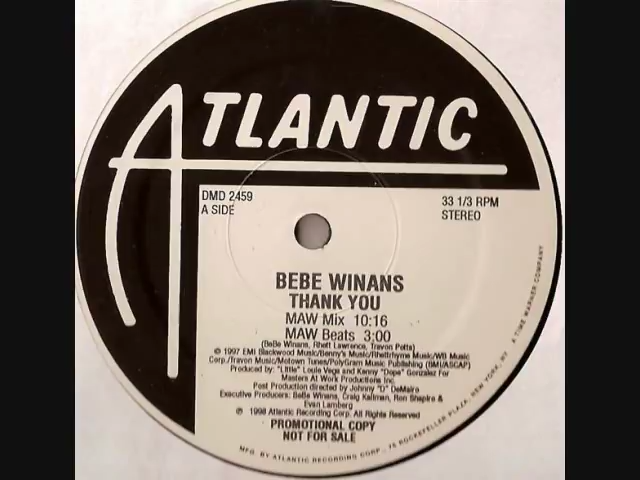 ATLANTIC
DMD 2459
A SIDE
33 1/3 RPM
STEREO
BEBE WINANS
THANK YOU
MAW Mix 10:16
MAW Beats 3:00
(BeBe Winans, Rhett Lawrence, Travon Potts)
℗ 1997 EMI Blackwood Music/Benny's Music/Rhettrhyme Music/WB Music
Corp./Travon Music/Motown Tunes/PolyGram Music Publishing (BMI/ASCAP)
Produced by: "Little" Louie Vega and Kenny "Dope" Gonzalez For
Masters At Work Productions Inc.
Post Production directed by Johnny "D" DeMairo
Executive Producers: BeBe Winans, Craig Kallman, Ron Shapiro &
Evan Lamberg
℗ 1998 Atlantic Recording Corp. All Rights Reserved
PROMOTIONAL COPY
NOT FOR SALE
MFG. BY ATLANTIC RECORDING CORP., 75 ROCKEFELLER PLAZA, NEW YORK, NY
A TIME WARNER COMPANY